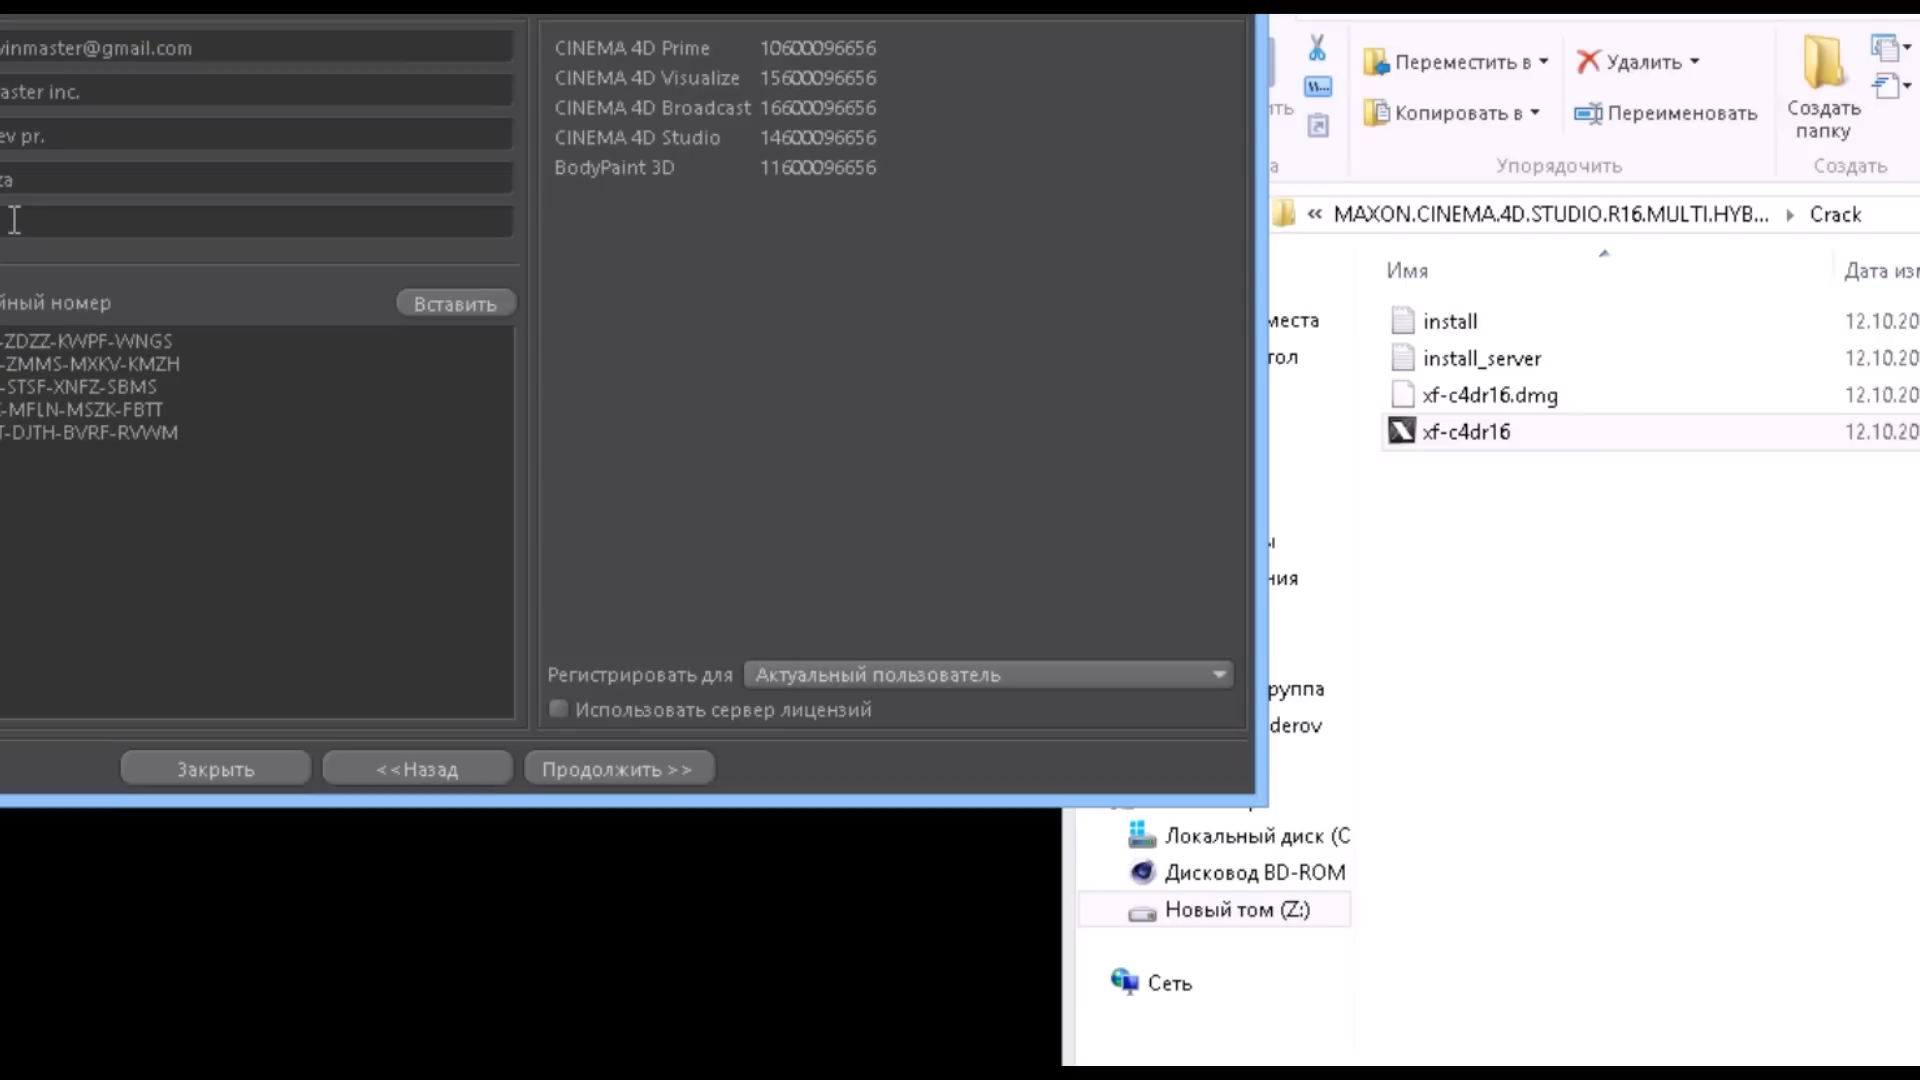 vinmaster@gmail.com
aster inc.
ev pr.
ка
йный номер
Вставить
-ZDZZ-KWPF-WNGS
-ZMMS-MXKV-KMZH
-STSF-XNFZ-SBMS
-MFLN-MSZK-FBTT
T-DJTH-BVRF-RVWM
CINEMA 4D Prime 10600096656
CINEMA 4D Visualize 15600096656
CINEMA 4D Broadcast 16600096656
CINEMA 4D Studio 14600096656
BodyPaint 3D 11600096656
Регистрировать для Актуальный пользователь
Использовать сервер лицензий
Закрыть <<Назад Продолжить >>
Переместить в
Удалить
Копировать в
Переименовать
Создать
папку
Упорядочить
Создать
« MAXON.CINEMA.4D.STUDIO.R16.MULTI.HYB... Crack
Имя Дата изм
install 12.10.20
install_server 12.10.20
xf-c4dr16.dmg 12.10.20
xf-c4dr16 12.10.20
места
тол
ния
руппа
derov
Локальный диск (C
Дисковод BD-ROM
Новый том (Z:)
Сеть